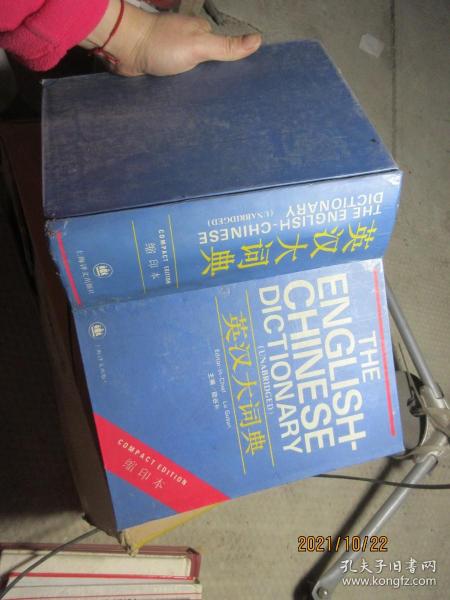 英汉大词典
THE ENGLISH-CHINESE
DICTIONARY
(UNABRIDGED)
COMPACT EDITION
缩印本
上海译文出版社
THE
ENGLISH-
CHINESE
DICTIONARY
(UNABRIDGED)
英汉大词典
Editor-in-Chief Lu Gusun
主编 陆谷孙
COMPACT EDITION
缩印本
2021/10/22
孔夫子旧书网
www.kongfz.com